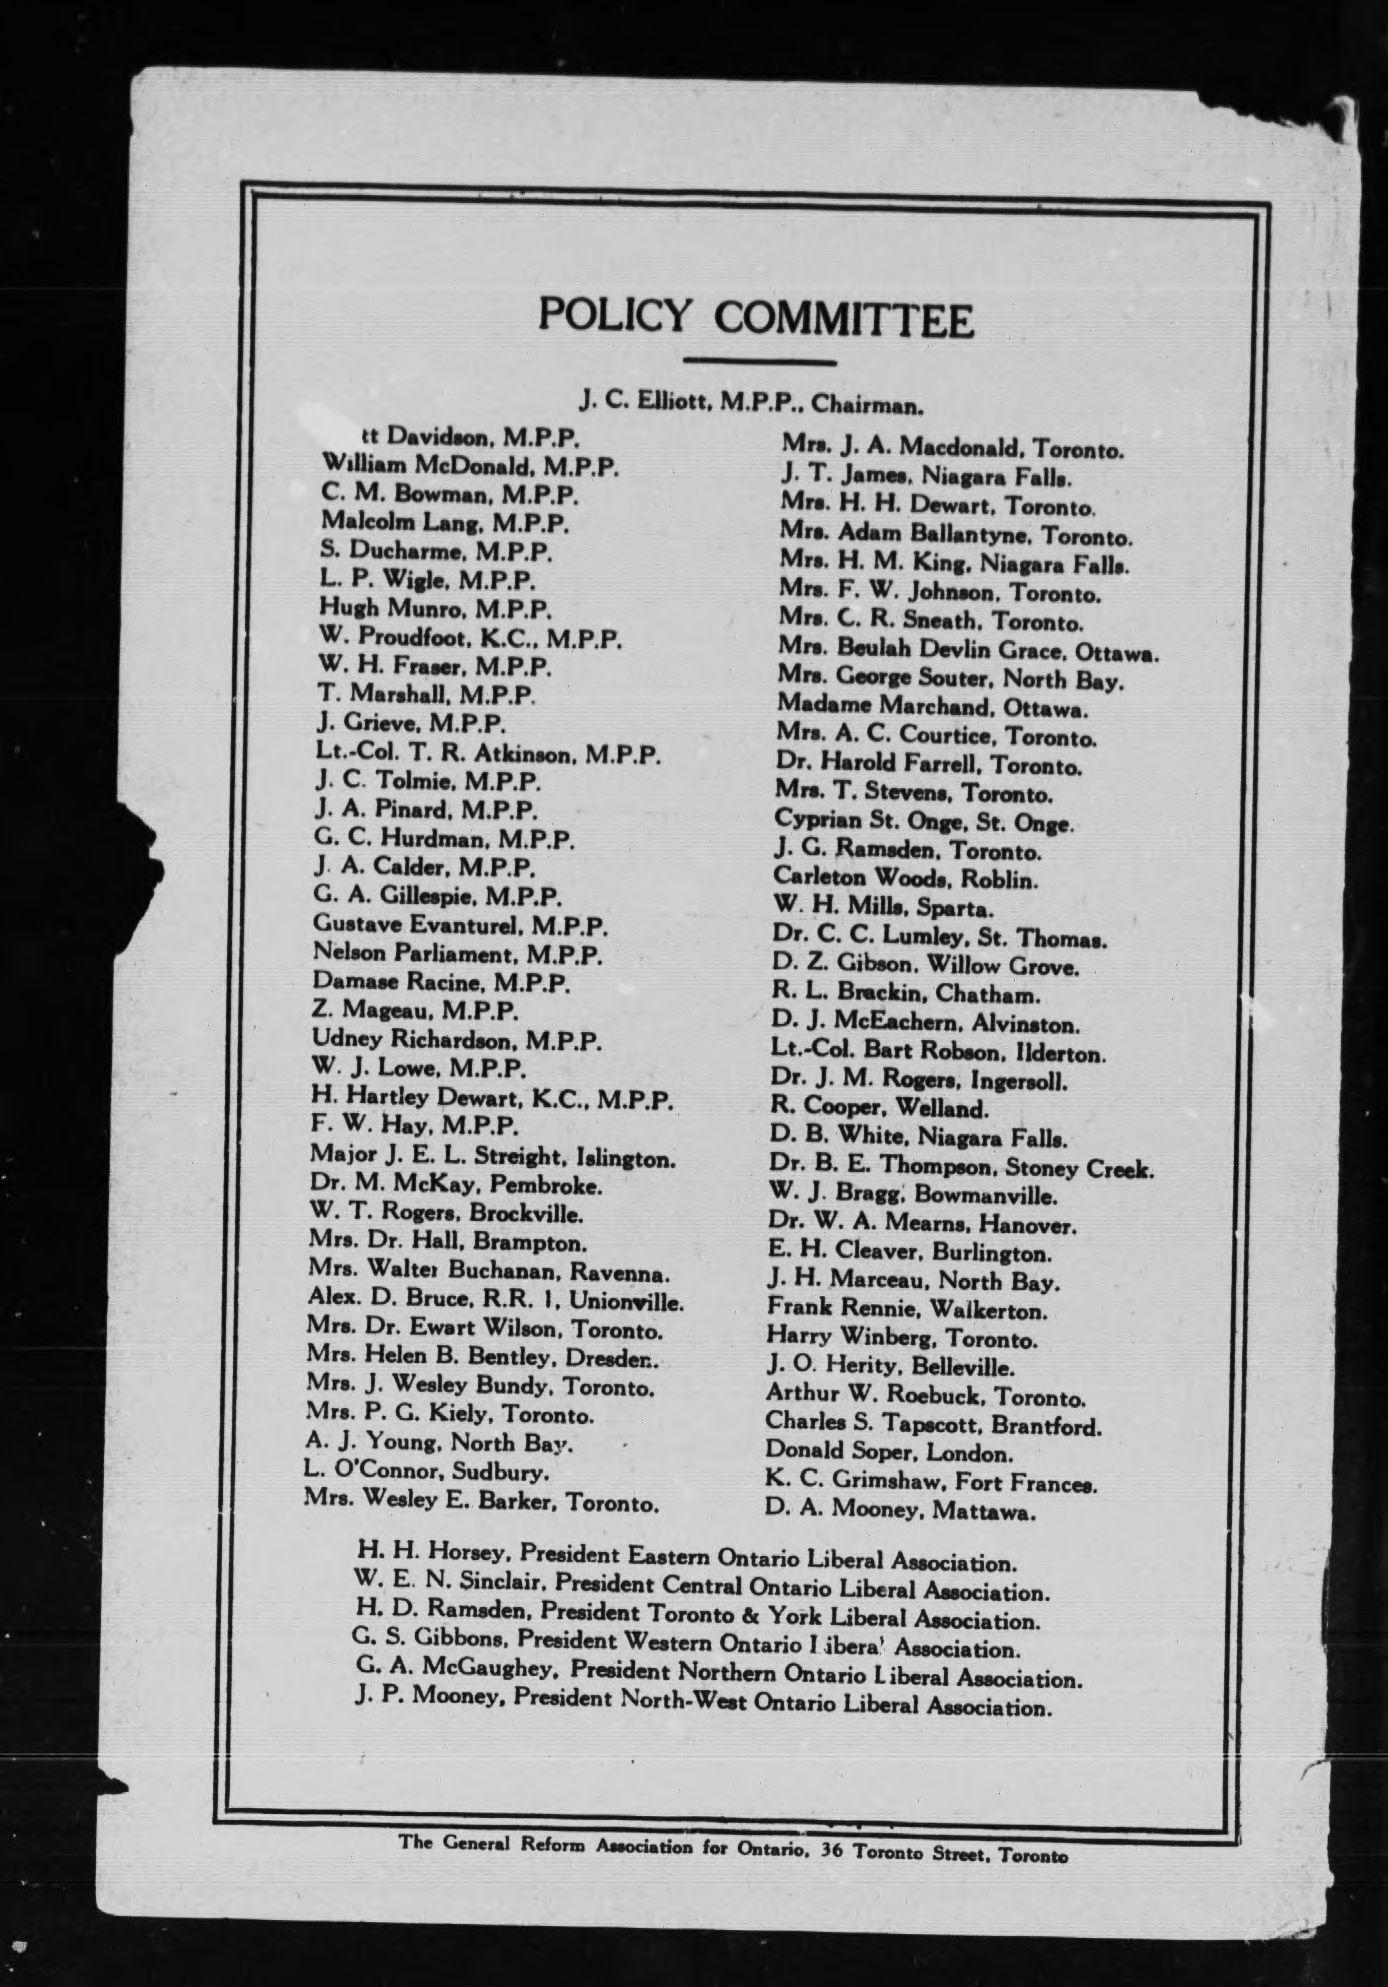 POLICY COMMITTEE
J. C. Elliott, M.P.P., Chairman.
tt Davidson, M.P.P.
William McDonald, M.P.P.
C. M. Bowman, M.P.P.
Malcolm Lang, M.P.P.
S. Ducharme, M.P.P.
L. P. Wigle, M.P.P.
Hugh Munro, M.P.P.
W. Proudfoot, K.C., M.P.P.
W. H. Fraser, M.P.P.
T. Marshall, M.P.P.
J. Grieve, M.P.P.
Lt.-Col. T. R. Atkinson, M.P.P.
J. C. Tolmie, M.P.P.
J. A. Pinard, M.P.P.
G. C. Hurdman, M.P.P.
J. A. Calder, M.P.P.
G. A. Gillespie, M.P.P.
Gustave Evanturel, M.P.P.
Nelson Parliament, M.P.P.
Damase Racine, M.P.P.
Z. Mageau, M.P.P.
Udney Richardson, M.P.P.
W. J. Lowe, M.P.P.
H. Hartley Dewart, K.C., M.P.P.
F. W. Hay, M.P.P.
Major J. E. L. Streight, Islington.
Dr. M. McKay, Pembroke.
W. T. Rogers, Brockville.
Mrs. Dr. Hall, Brampton.
Mrs. Walter Buchanan, Ravenna.
Alex. D. Bruce, R.R. 1, Unionville.
Mrs. Dr. Ewart Wilson, Toronto.
Mrs. Helen B. Bentley, Dresden.
Mrs. J. Wesley Bundy, Toronto.
Mrs. P. G. Kiely, Toronto.
A. J. Young, North Bay.
L. O'Connor, Sudbury.
Mrs. Wesley E. Barker, Toronto.
Mrs. J. A. Macdonald, Toronto.
J. T. James, Niagara Falls.
Mrs. H. H. Dewart, Toronto.
Mrs. Adam Ballantyne, Toronto.
Mrs. H. M. King, Niagara Falls.
Mrs. F. W. Johnson, Toronto.
Mrs. C. R. Sneath, Toronto.
Mrs. Beulah Devlin Grace, Ottawa.
Mrs. George Souter, North Bay.
Madame Marchand, Ottawa.
Mrs. A. C. Courtice, Toronto.
Dr. Harold Farrell, Toronto.
Mrs. T. Stevens, Toronto.
Cyprian St. Onge, St. Onge.
J. G. Ramsden, Toronto.
Carleton Woods, Roblin.
W. H. Mills, Sparta.
Dr. C. C. Lumley, St. Thomas.
D. Z. Gibson, Willow Grove.
R. L. Brackin, Chatham.
D. J. McEachern, Alvinston.
Lt.-Col. Bart Robson, Ilderton.
Dr. J. M. Rogers, Ingersoll.
R. Cooper, Welland.
D. B. White, Niagara Falls.
Dr. B. E. Thompson, Stoney Creek.
W. J. Bragg, Bowmanville.
Dr. W. A. Mearns, Hanover.
E. H. Cleaver, Burlington.
J. H. Marceau, North Bay.
Frank Rennie, Walkerton.
Harry Winberg, Toronto.
J. O. Herity, Belleville.
Arthur W. Roebuck, Toronto.
Charles S. Tapscott, Brantford.
Donald Soper, London.
K. C. Grimshaw, Fort Frances.
D. A. Mooney, Mattawa.
H. H. Horsey, President Eastern Ontario Liberal Association.
W. E. N. Sinclair, President Central Ontario Liberal Association.
H. D. Ramsden, President Toronto & York Liberal Association.
G. S. Gibbons, President Western Ontario Liberal Association.
G. A. McGaughey, President Northern Ontario Liberal Association.
J. P. Mooney, President North-West Ontario Liberal Association.
The General Reform Association for Ontario, 36 Toronto Street, Toronto